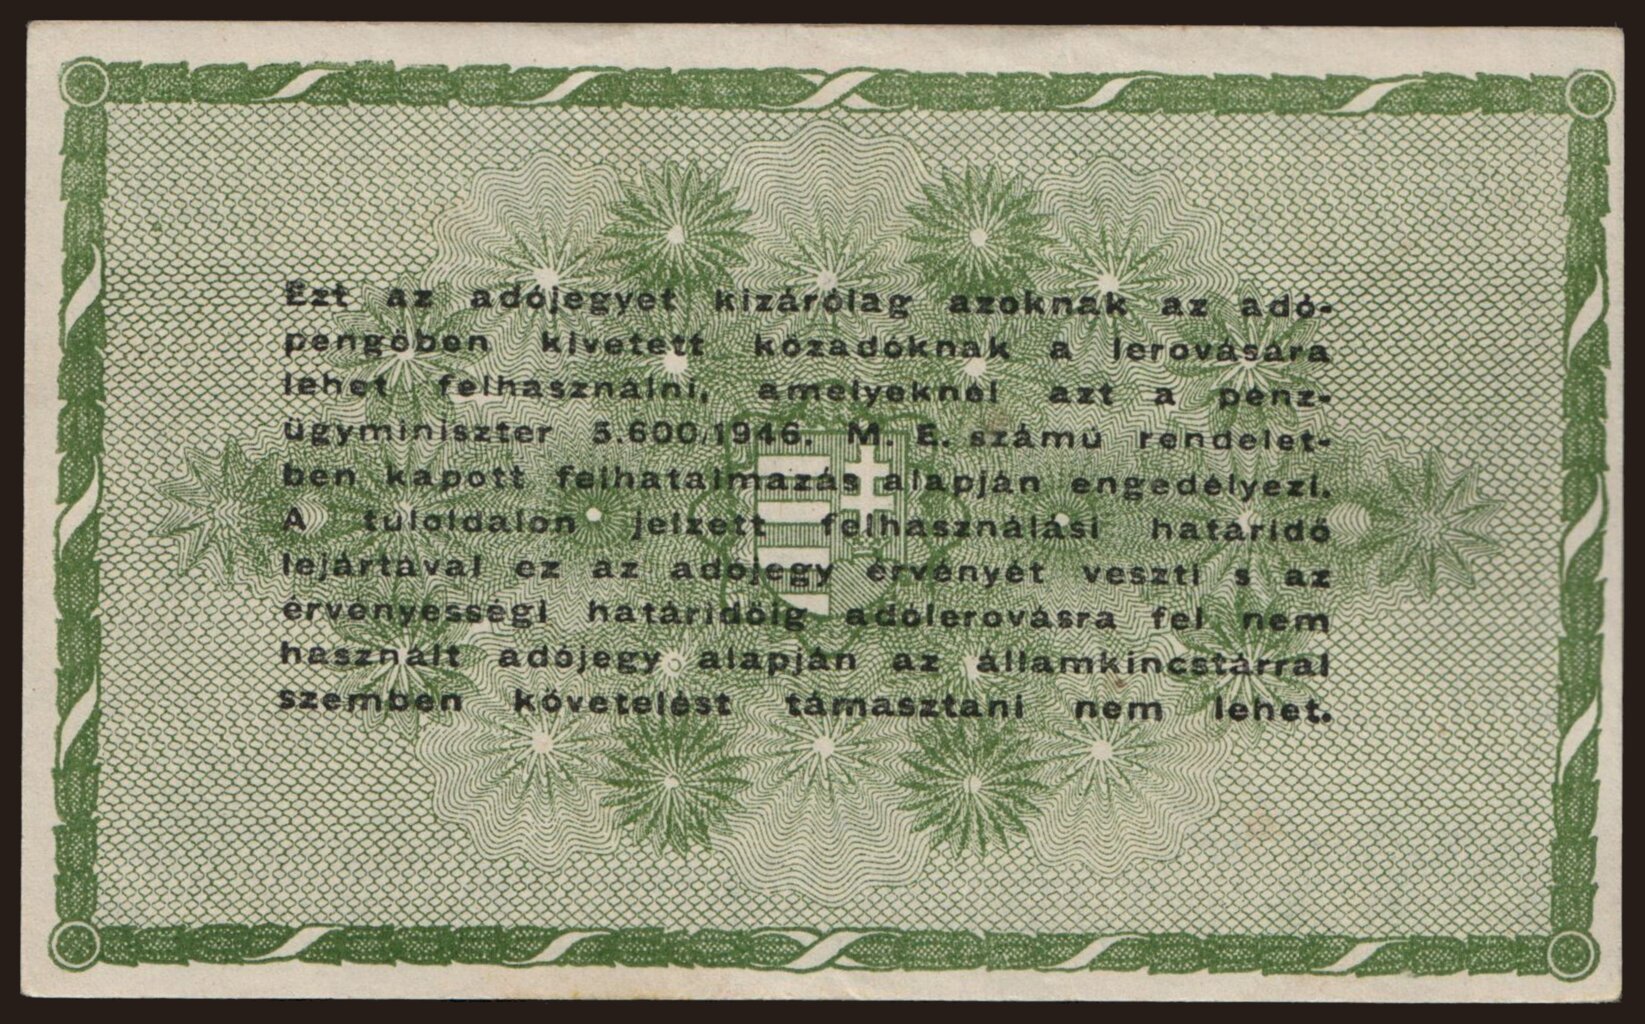 Ezt az adójegyet kizárólag azoknak az adó-
pengőben kivetett közadóknak a lerovására
lehet felhasználni, amelyeknél azt a pénz-
ügyminiszter 5.600/1946. M. E. számú rendelet-
ben kapott felhatalmazás alapján engedélyezi.
A túloldalon jelzett felhasználási határidő
lejártával ez az adójegy érvényét veszti s az
érvényességi határidőig adólerovásra fel nem
használt adójegy alapján az államkincstárral
szemben követelést támasztani nem lehet.